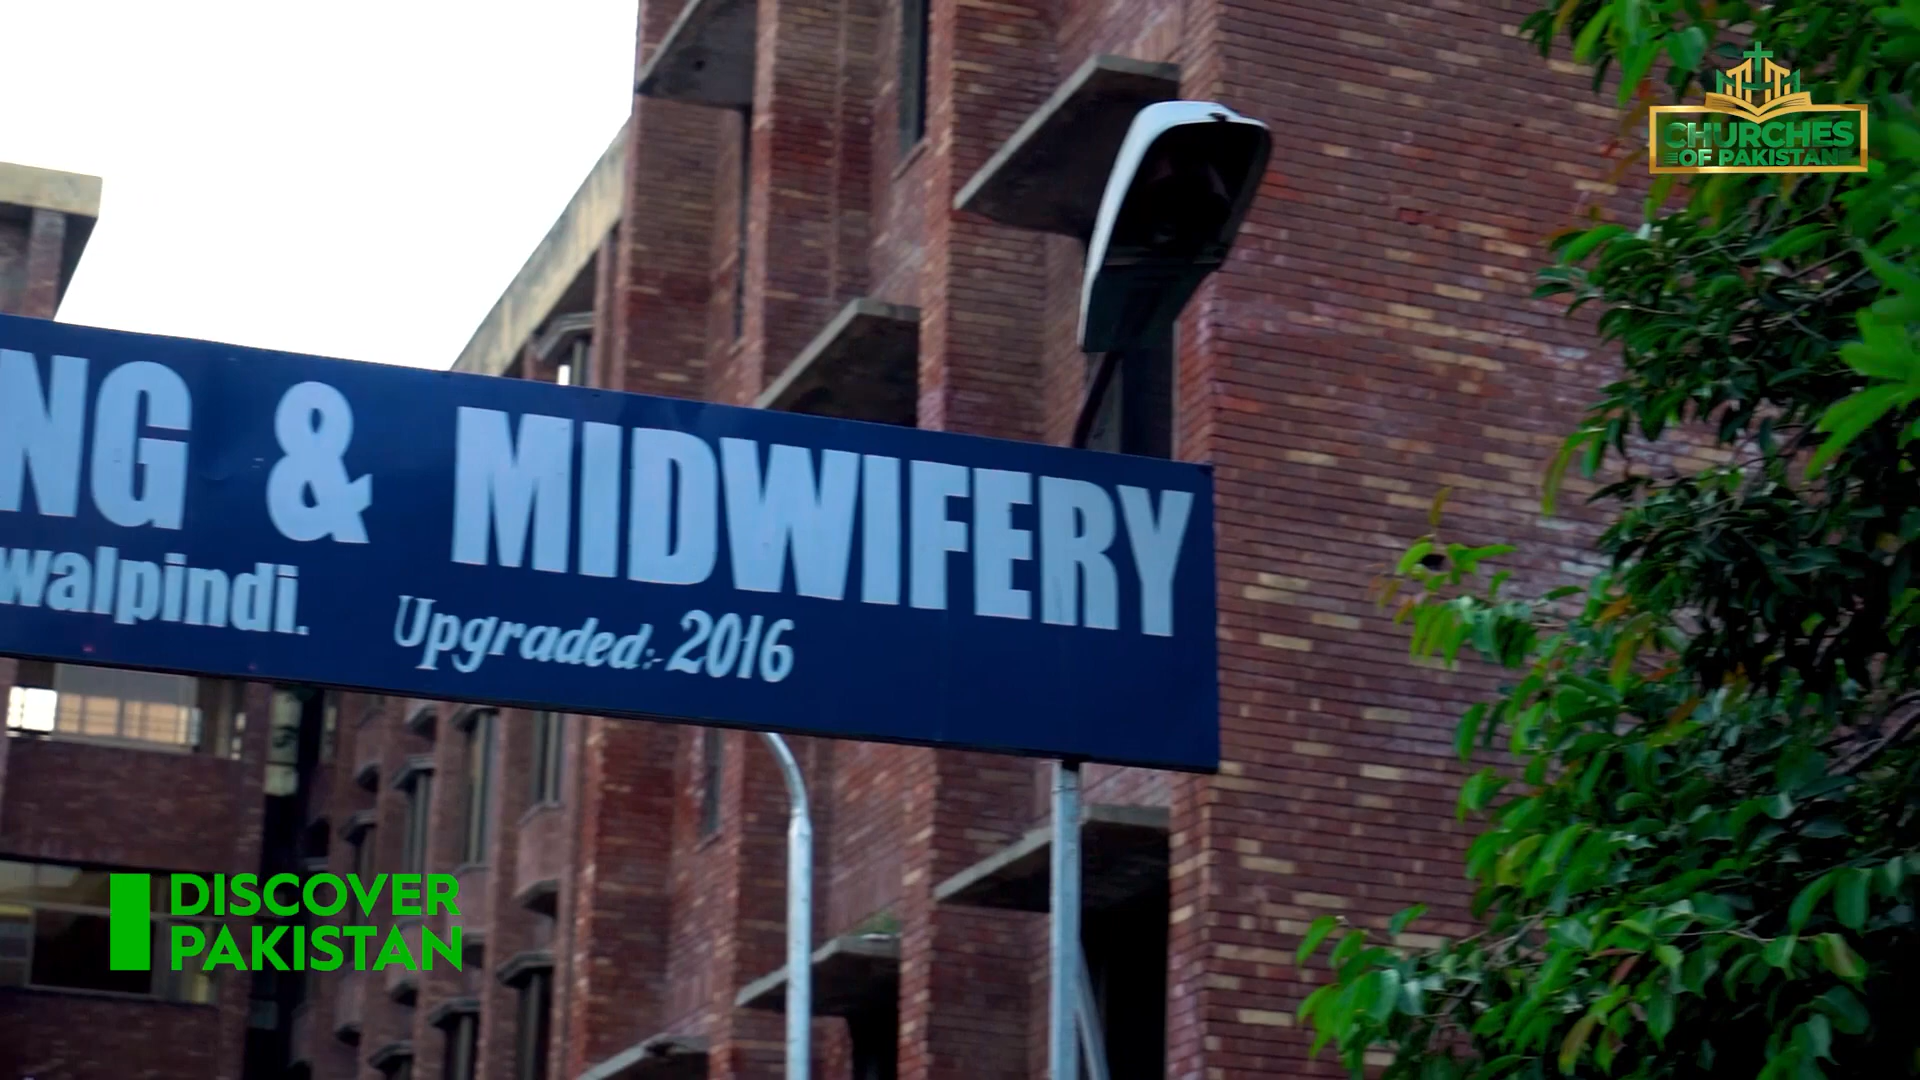 CHURCHES
OF PAKISTAN
NG & MIDWIFERY
walpindi.
Upgraded:- 2016
DISCOVER
PAKISTAN